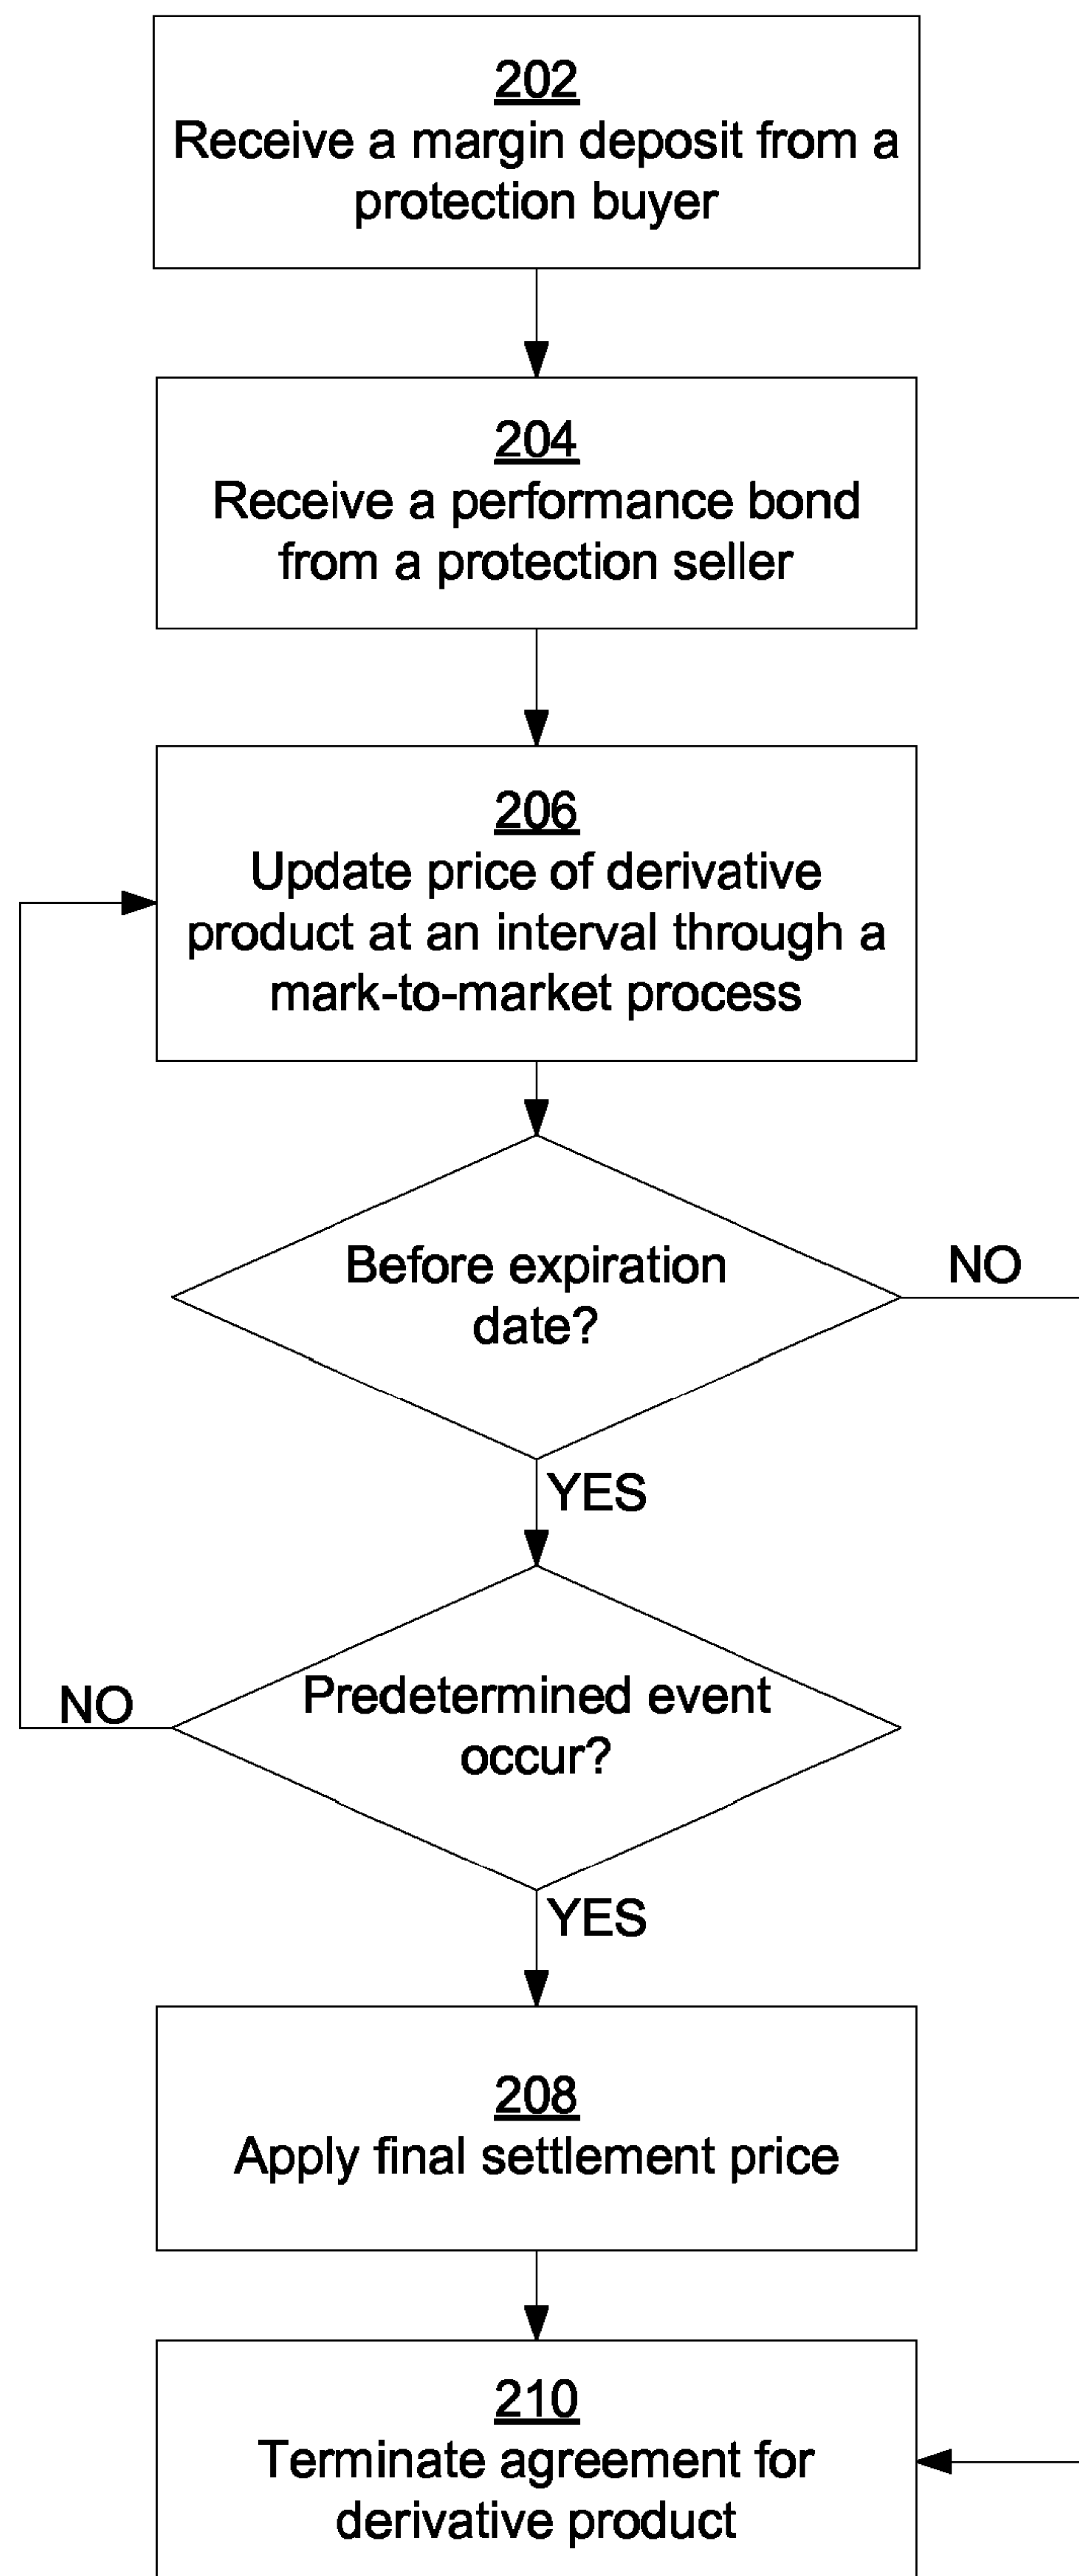 202
Receive a margin deposit from a
protection buyer
204
Receive a performance bond
from a protection seller
206
Update price of derivative
product at an interval through a
mark-to-market process
Before expiration
date?
NO
YES
Predetermined event
occur?
NO
YES
208
Apply final settlement price
210
Terminate agreement for
derivative product